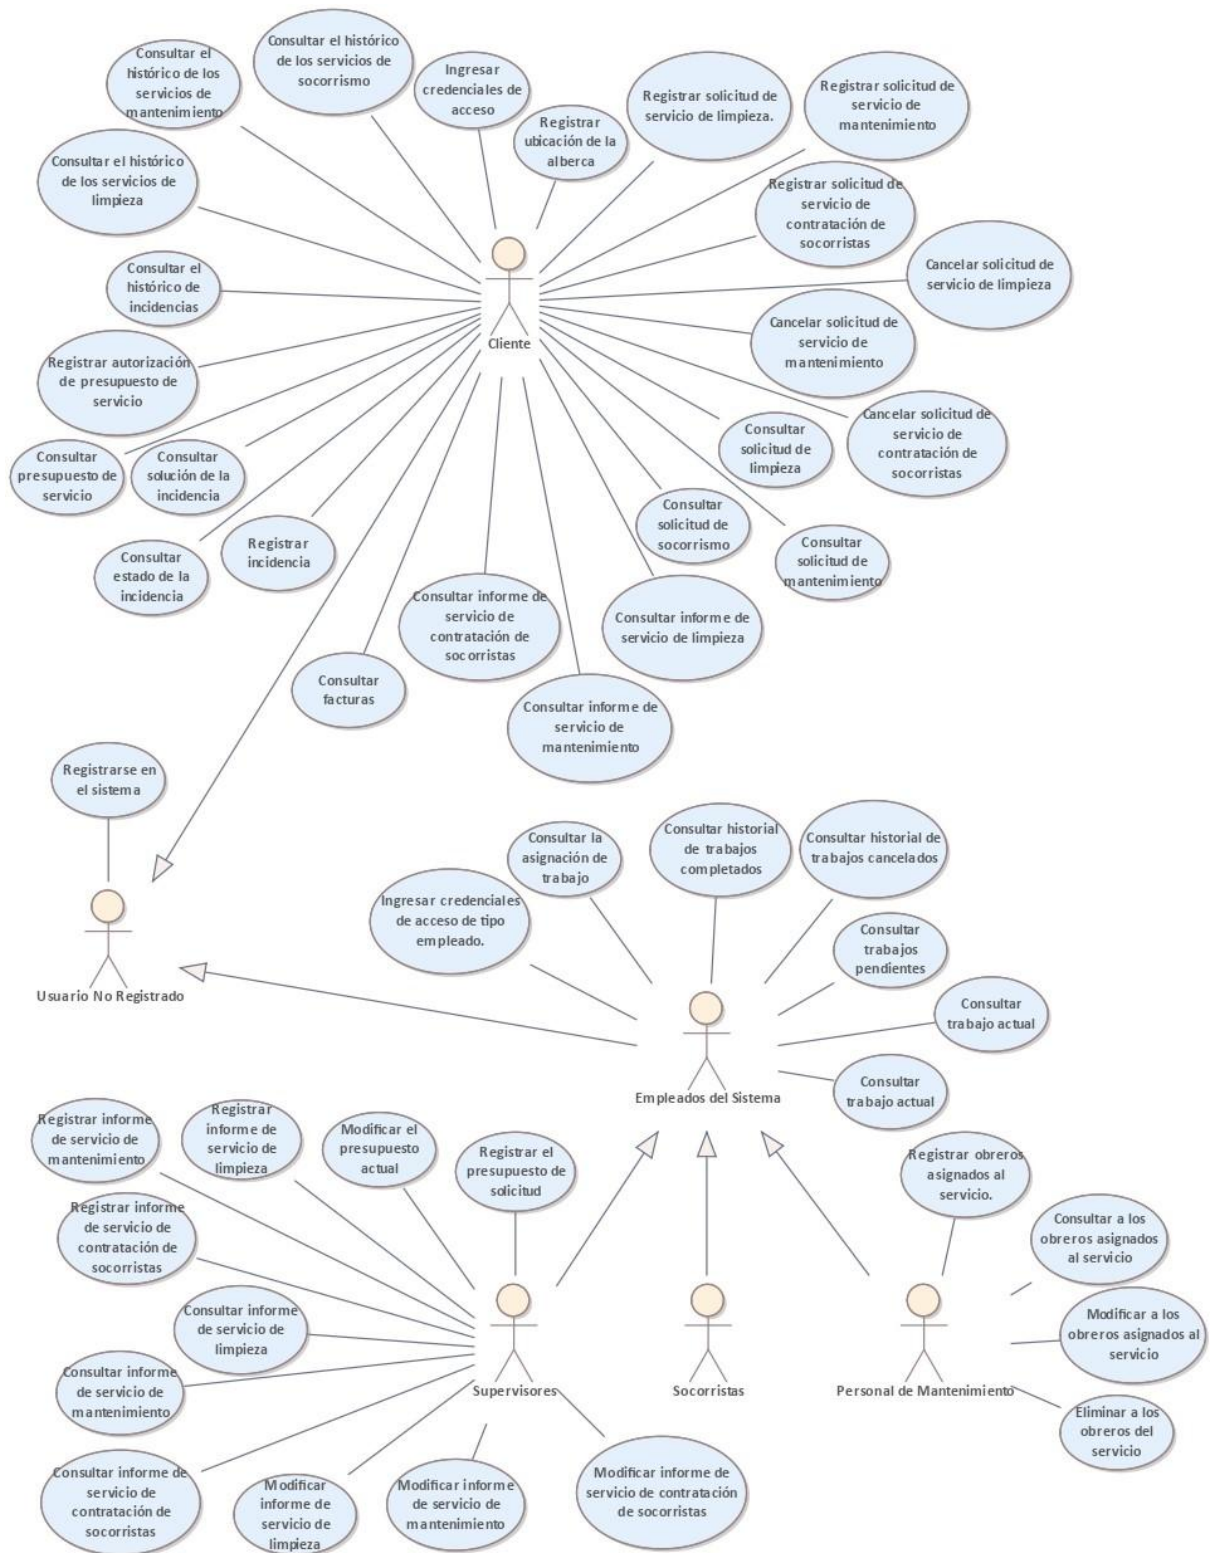 Consultar el
histórico de los
servicios de
mantenimiento
Consultar el histórico
de los servicios de
socorrismo
Ingresar
credenciales de
acceso
Registrar
ubicación de la
alberca
Registrar solicitud de
servicio de limpieza.
Registrar solicitud de
servicio de
mantenimiento
Consultar el histórico
de los servicios de
limpieza
Registrar solicitud de
servicio de
contratación de
socorristas
Consultar el
histórico de
incidencias
Cancelar solicitud de
servicio de limpieza
Cliente
Cancelar solicitud de
servicio de
mantenimiento
Registrar autorización
de presupuesto de
servicio
Cancelar solicitud de
servicio de
contratación de
socorristas
Consultar
presupuesto de
servicio
Consultar
solución de la
incidencia
Consultar
solicitud de
limpieza
Consultar
solicitud de
socorrismo
Consultar
solicitud de
mantenimiento
Consultar
estado de la
incidencia
Registrar
incidencia
Consultar informe de
servicio de
contratación de
socorristas
Consultar informe de
servicio de limpieza
Consultar
facturas
Consultar informe de
servicio de
mantenimiento
Registrarse en
el sistema
Usuario No Registrado
Consultar la
asignación de
trabajo
Consultar historial
de trabajos
completados
Consultar historial de
trabajos cancelados
Ingresar credenciales
de acceso de tipo
empleado.
Consultar
trabajos
pendientes
Consultar
trabajo actual
Consultar
trabajo actual
Empleados del Sistema
Registrar informe
de servicio de
mantenimiento
Registrar
informe de
servicio de
limpieza
Modificar el
presupuesto
actual
Registrar el
presupuesto de
solicitud
Registrar obreros
asignados al
servicio.
Registrar informe
de servicio de
contratación de
socorristas
Consultar a los
obreros asignados
al servicio
Consultar informe
de servicio de
limpieza
Modificar a los
obreros asignados al
servicio
Consultar informe
de servicio de
mantenimiento
Supervisores
Socorristas
Personal de Mantenimiento
Eliminar a los
obreros del
servicio
Consultar informe de
servicio de
contratación de
socorristas
Modificar
informe de
servicio de
limpieza
Modificar informe
de servicio de
mantenimiento
Modificar informe de
servicio de contratación
de socorristas